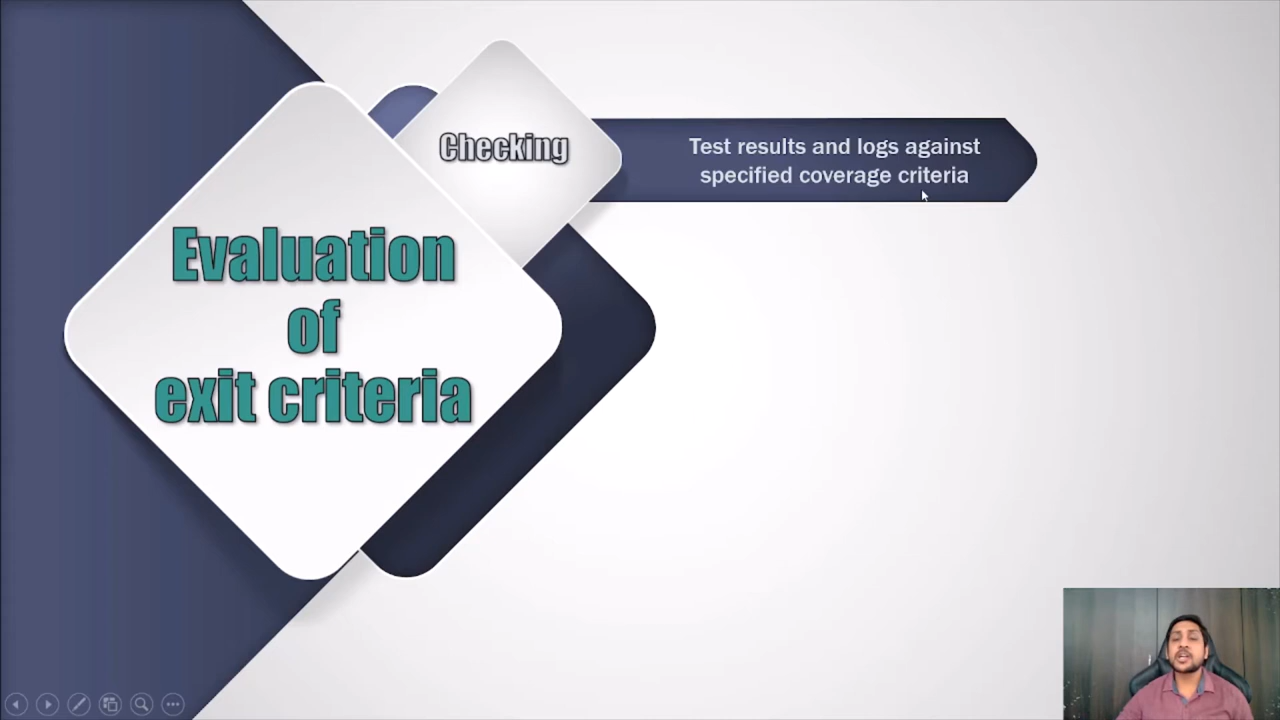 Checking
Test results and logs against
specified coverage criteria
Evaluation
of
exit criteria